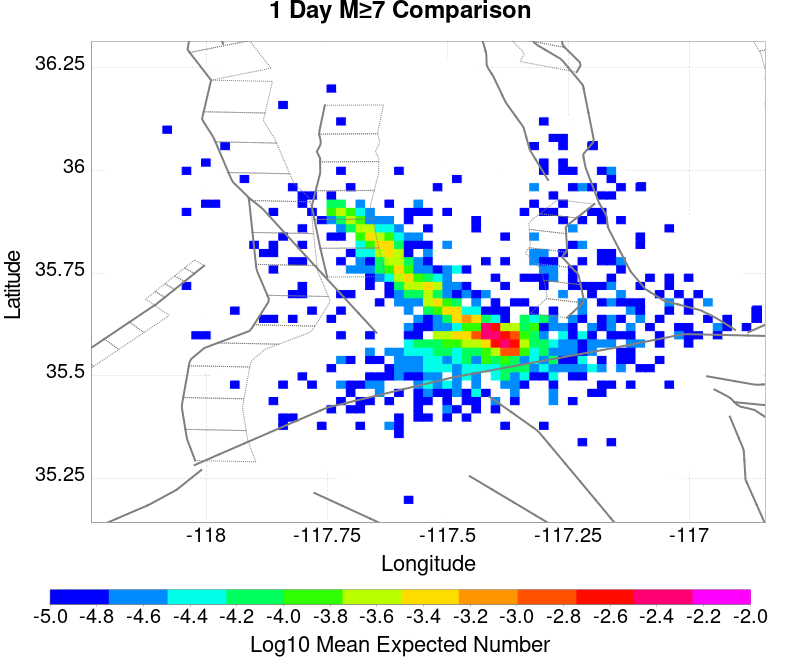 1 Day M≥7 Comparison
36.25
36
35.75
35.5
35.25
Latitude
-118
-117.75
-117.5
-117.25
-117
Longitude
-5.0 -4.8 -4.6 -4.4 -4.2 -4.0 -3.8 -3.6 -3.4 -3.2 -3.0 -2.8 -2.6 -2.4 -2.2 -2.0
Log10 Mean Expected Number